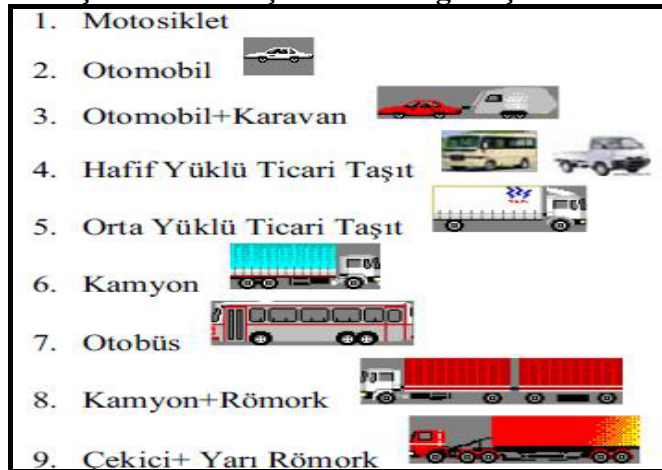 1. Motosiklet
2. Otomobil
3. Otomobil+Karavan
4. Hafif Yüklü Ticari Taşıt
5. Orta Yüklü Ticari Taşıt
6. Kamyon
7. Otobüs
8. Kamyon+Römork
9. Çekici+ Yarı Römork